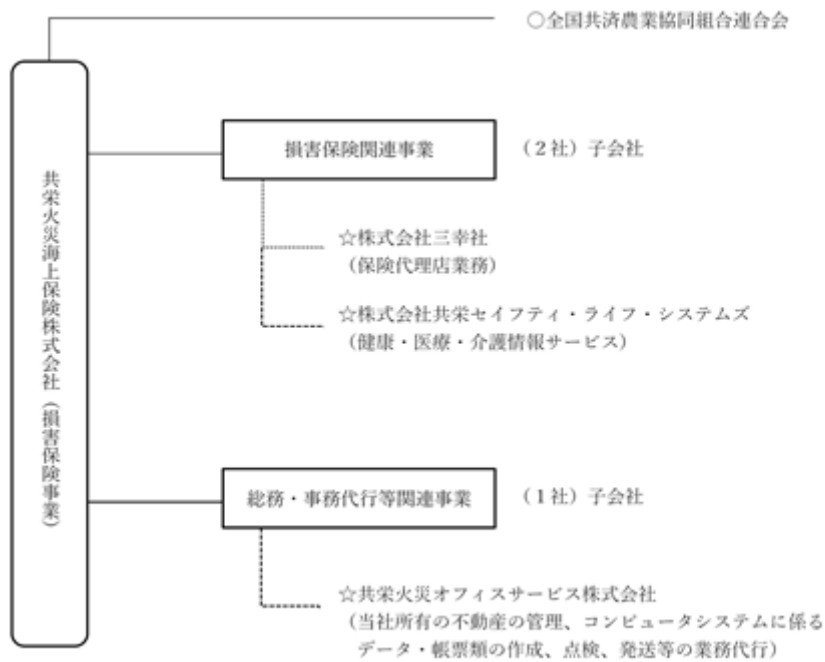 ○全国共済農業協同組合連合会
共栄火災海上保険株式会社（損害保険事業）
損害保険関連事業
（２社）子会社
☆株式会社三幸社
（保険代理店業務）
☆株式会社共栄セイフティ・ライフ・システムズ
（健康・医療・介護情報サービス）
総務・事務代行等関連事業
（１社）子会社
☆共栄火災オフィスサービス株式会社
（当社所有の不動産の管理、コンピュータシステムに係る
データ・帳票類の作成、点検、発送等の業務代行）